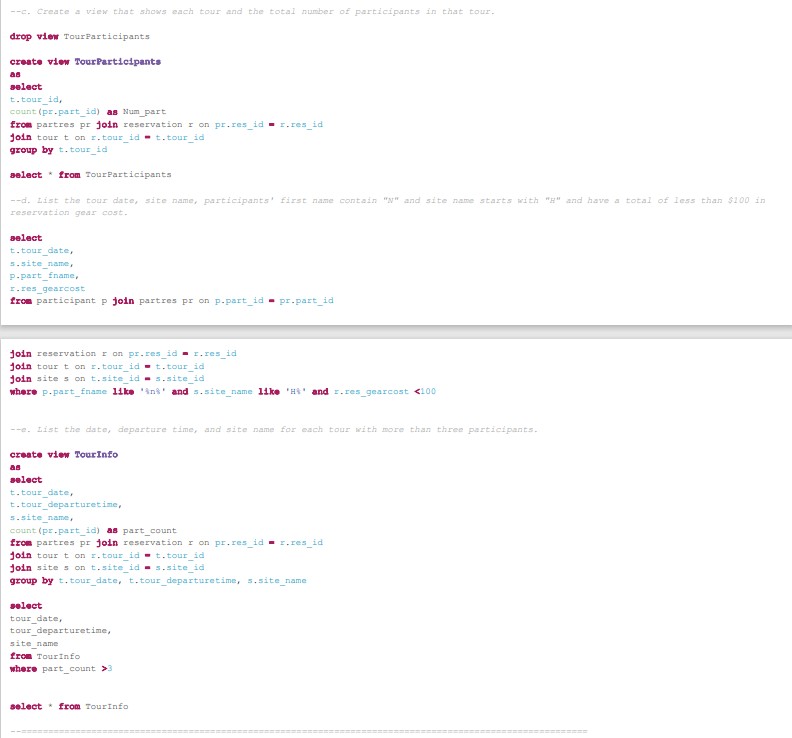 --c. Create a view that shows each tour and the total number of participants in that tour.
drop view TourParticipants
create view TourParticipants
as
select
t.tour_id,
count(pr.part_id) as Num_part
from partres pr join reservation r on pr.res_id = r.res_id
join tour t on r.tour_id = t.tour_id
group by t.tour_id
select * from TourParticipants
--d. List the tour date, site name, participants' first name contain "N" and site name starts with "H" and have a total of less than $100 in
reservation gear cost.
select
t.tour_date,
s.site_name,
p.part_fname,
r.res_gearcost
from participant p join partres pr on p.part_id = pr.part_id
join reservation r on pr.res_id = r.res_id
join tour t on r.tour_id = t.tour_id
join site s on t.site_id = s.site_id
where p.part_fname like '%n%' and s.site_name like 'H%' and r.res_gearcost <100
--e. List the date, departure time, and site name for each tour with more than three participants.
create view TourInfo
as
select
t.tour_date,
t.tour_departuretime,
s.site_name,
count(pr.part_id) as part_count
from partres pr join reservation r on pr.res_id = r.res_id
join tour t on r.tour_id = t.tour_id
join site s on t.site_id = s.site_id
group by t.tour_date, t.tour_departuretime, s.site_name
select
tour_date,
tour_departuretime,
site_name
from TourInfo
where part_count >3
select * from TourInfo
--==================================================================================================